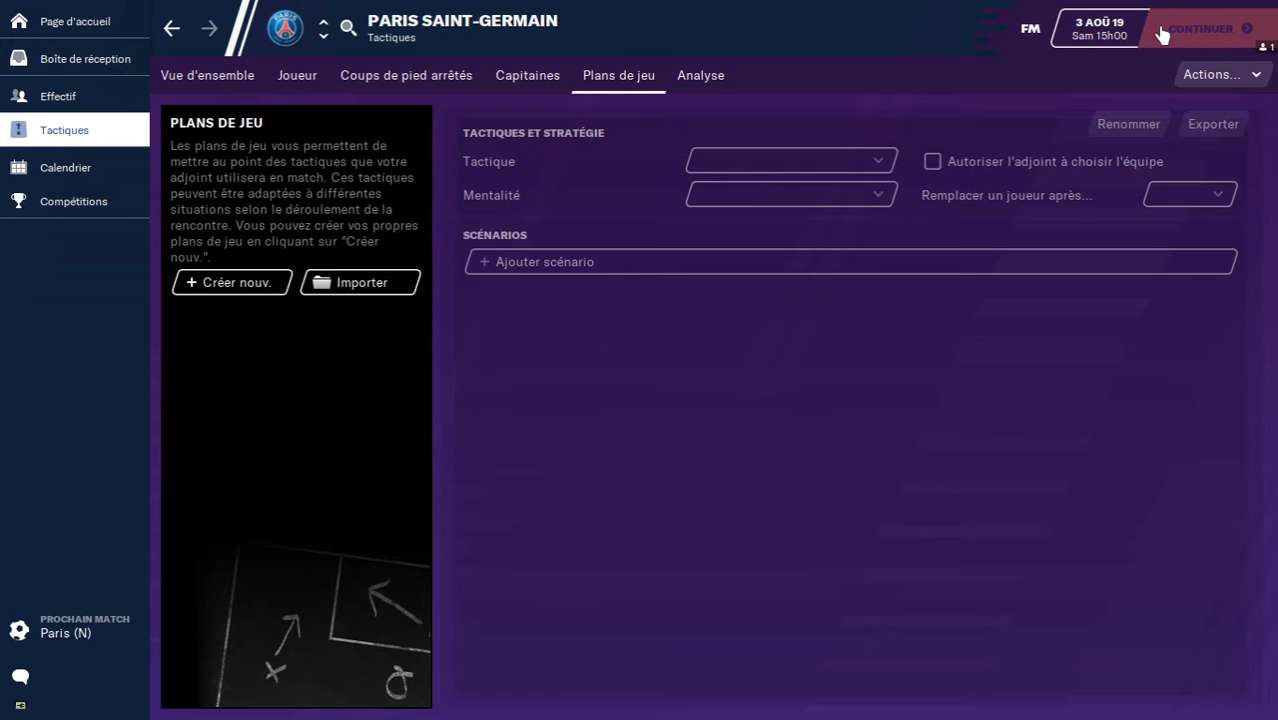 Page d'accueil
Boîte de réception
Effectif
Tactiques
Calendrier
Compétitions
PROCHAIN MATCH
Paris (N)
PARIS
PARIS SAINT-GERMAIN
Tactiques
FM
3 AOÛ 19
Sam 15h00
CONTINUER
1
Vue d'ensemble
Joueur
Coups de pied arrêtés
Capitaines
Plans de jeu
Analyse
Actions...
PLANS DE JEU
Les plans de jeu vous permettent de
mettre au point des tactiques que votre
adjoint utilisera en match. Ces tactiques
peuvent être adaptées à différentes
situations selon le déroulement de la
rencontre. Vous pouvez créer vos propres
plans de jeu en cliquant sur "Créer
nouv.".
+ Créer nouv.
Importer
TACTIQUES ET STRATÉGIE
Renommer
Exporter
Tactique
Autoriser l'adjoint à choisir l'équipe
Mentalité
Remplacer un joueur après...
SCÉNARIOS
+ Ajouter scénario